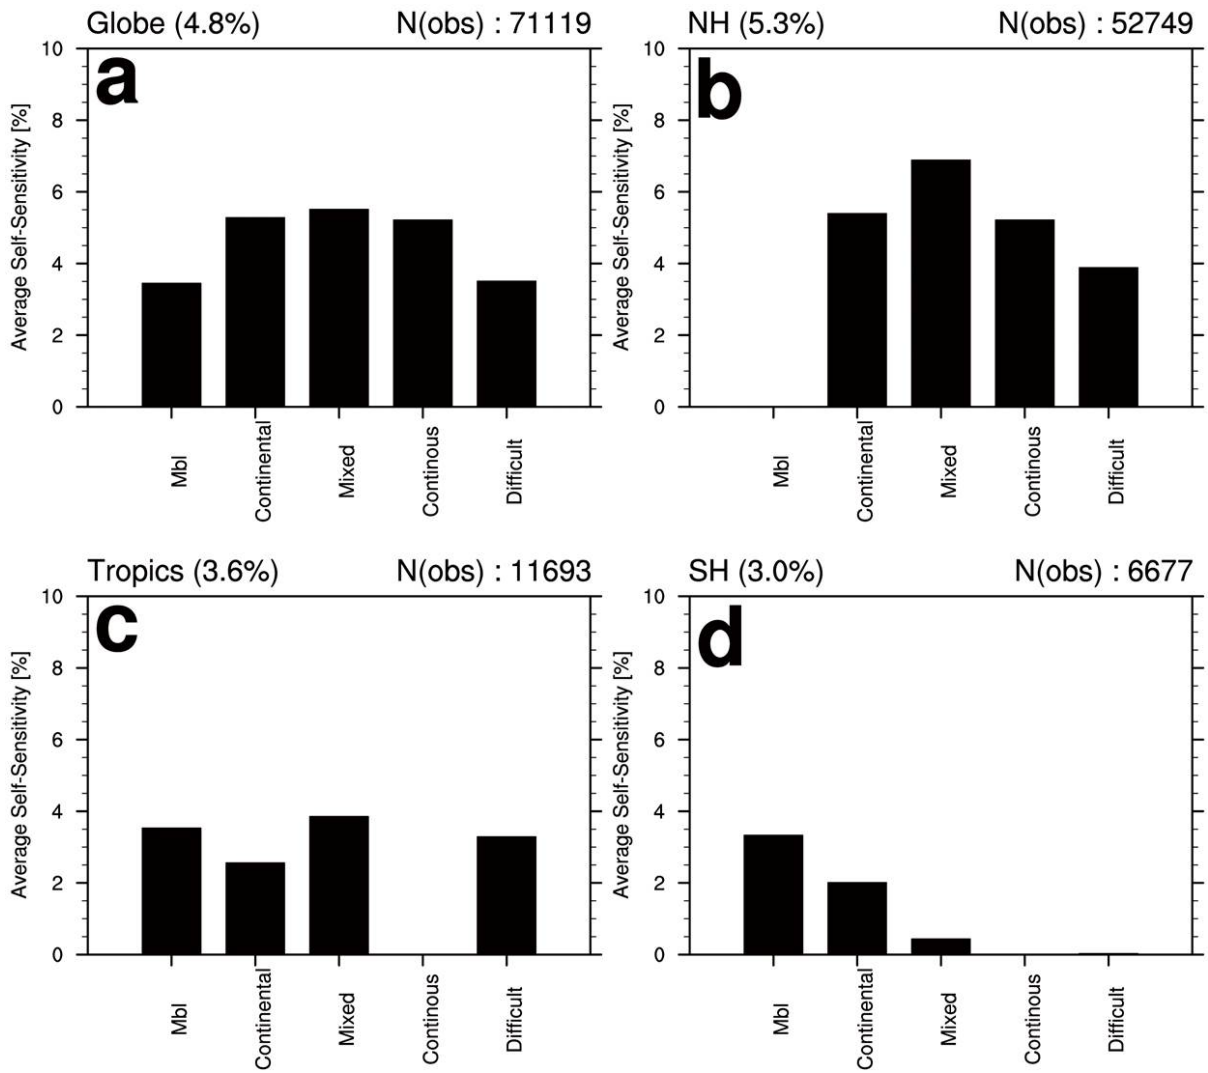 Globe (4.8%) N(obs) : 71119
a
Average Self-Sensitivity [%]
10
8
6
4
2
0
Mbl
Continental
Mixed
Continous
Difficult
NH (5.3%) N(obs) : 52749
b
Average Self-Sensitivity [%]
10
8
6
4
2
0
Mbl
Continental
Mixed
Continous
Difficult
Tropics (3.6%) N(obs) : 11693
c
Average Self-Sensitivity [%]
10
8
6
4
2
0
Mbl
Continental
Mixed
Continous
Difficult
SH (3.0%) N(obs) : 6677
d
Average Self-Sensitivity [%]
10
8
6
4
2
0
Mbl
Continental
Mixed
Continous
Difficult